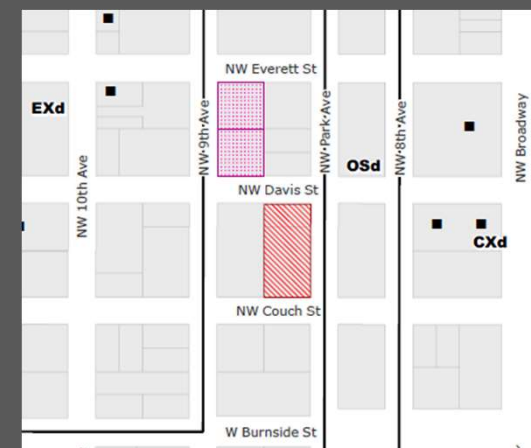 NW Everett St
EXd
NW 10th Ave
NW·9th·Ave
NW·Park·Ave
OSd
NW·8th·Ave
NW Broadway
NW Davis St
CXd
NW Couch St
W Burnside St